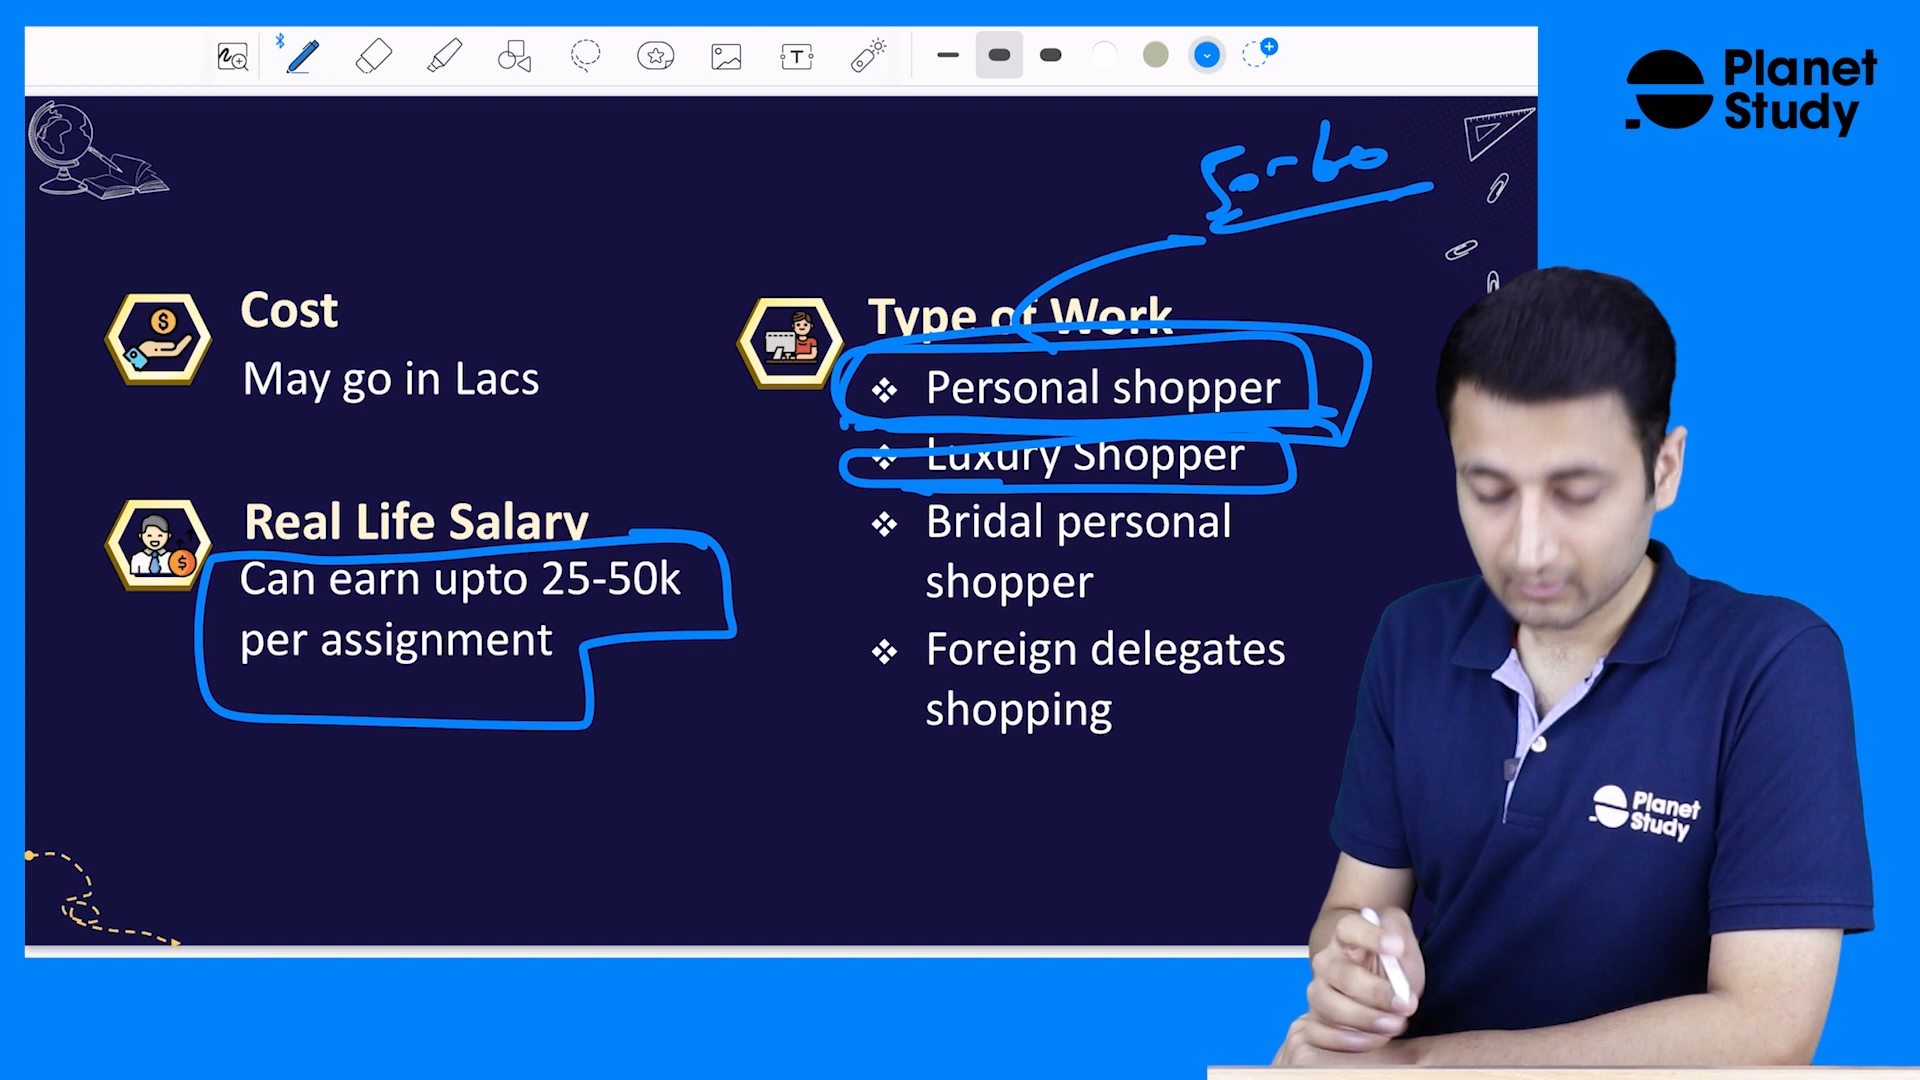 Planet
Study
Cost
May go in Lacs
Real Life Salary
Can earn upto 25-50k
per assignment
Type of Work
❖ Personal shopper
❖ Luxury Shopper
❖ Bridal personal
shopper
❖ Foreign delegates
shopping
Planet
Study
T